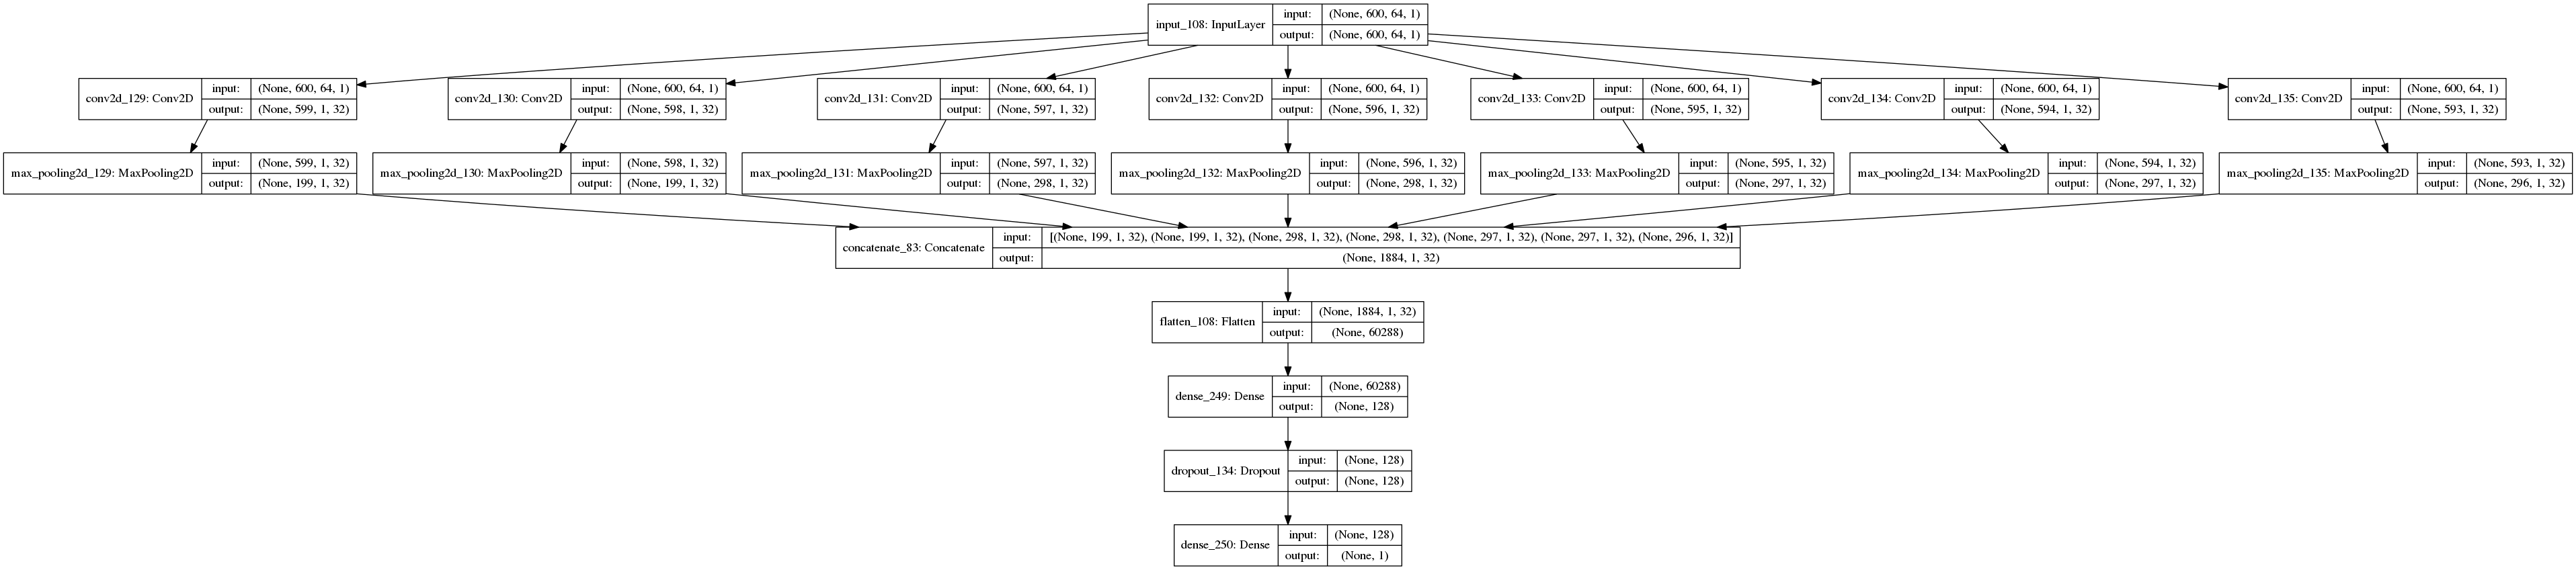 input_108: InputLayer input: (None, 600, 64, 1)
output: (None, 600, 64, 1)
conv2d_129: Conv2D input: (None, 600, 64, 1)
output: (None, 599, 1, 32)
conv2d_130: Conv2D input: (None, 600, 64, 1)
output: (None, 598, 1, 32)
conv2d_131: Conv2D input: (None, 600, 64, 1)
output: (None, 597, 1, 32)
conv2d_132: Conv2D input: (None, 600, 64, 1)
output: (None, 596, 1, 32)
conv2d_133: Conv2D input: (None, 600, 64, 1)
output: (None, 595, 1, 32)
conv2d_134: Conv2D input: (None, 600, 64, 1)
output: (None, 594, 1, 32)
conv2d_135: Conv2D input: (None, 600, 64, 1)
output: (None, 593, 1, 32)
max_pooling2d_129: MaxPooling2D input: (None, 599, 1, 32)
output: (None, 199, 1, 32)
max_pooling2d_130: MaxPooling2D input: (None, 598, 1, 32)
output: (None, 199, 1, 32)
max_pooling2d_131: MaxPooling2D input: (None, 597, 1, 32)
output: (None, 298, 1, 32)
max_pooling2d_132: MaxPooling2D input: (None, 596, 1, 32)
output: (None, 298, 1, 32)
max_pooling2d_133: MaxPooling2D input: (None, 595, 1, 32)
output: (None, 297, 1, 32)
max_pooling2d_134: MaxPooling2D input: (None, 594, 1, 32)
output: (None, 297, 1, 32)
max_pooling2d_135: MaxPooling2D input: (None, 593, 1, 32)
output: (None, 296, 1, 32)
concatenate_83: Concatenate input: [(None, 199, 1, 32), (None, 199, 1, 32), (None, 298, 1, 32), (None, 298, 1, 32), (None, 297, 1, 32), (None, 297, 1, 32), (None, 296, 1, 32)]
output: (None, 1884, 1, 32)
flatten_108: Flatten input: (None, 1884, 1, 32)
output: (None, 60288)
dense_249: Dense input: (None, 60288)
output: (None, 128)
dropout_134: Dropout input: (None, 128)
output: (None, 128)
dense_250: Dense input: (None, 128)
output: (None, 1)